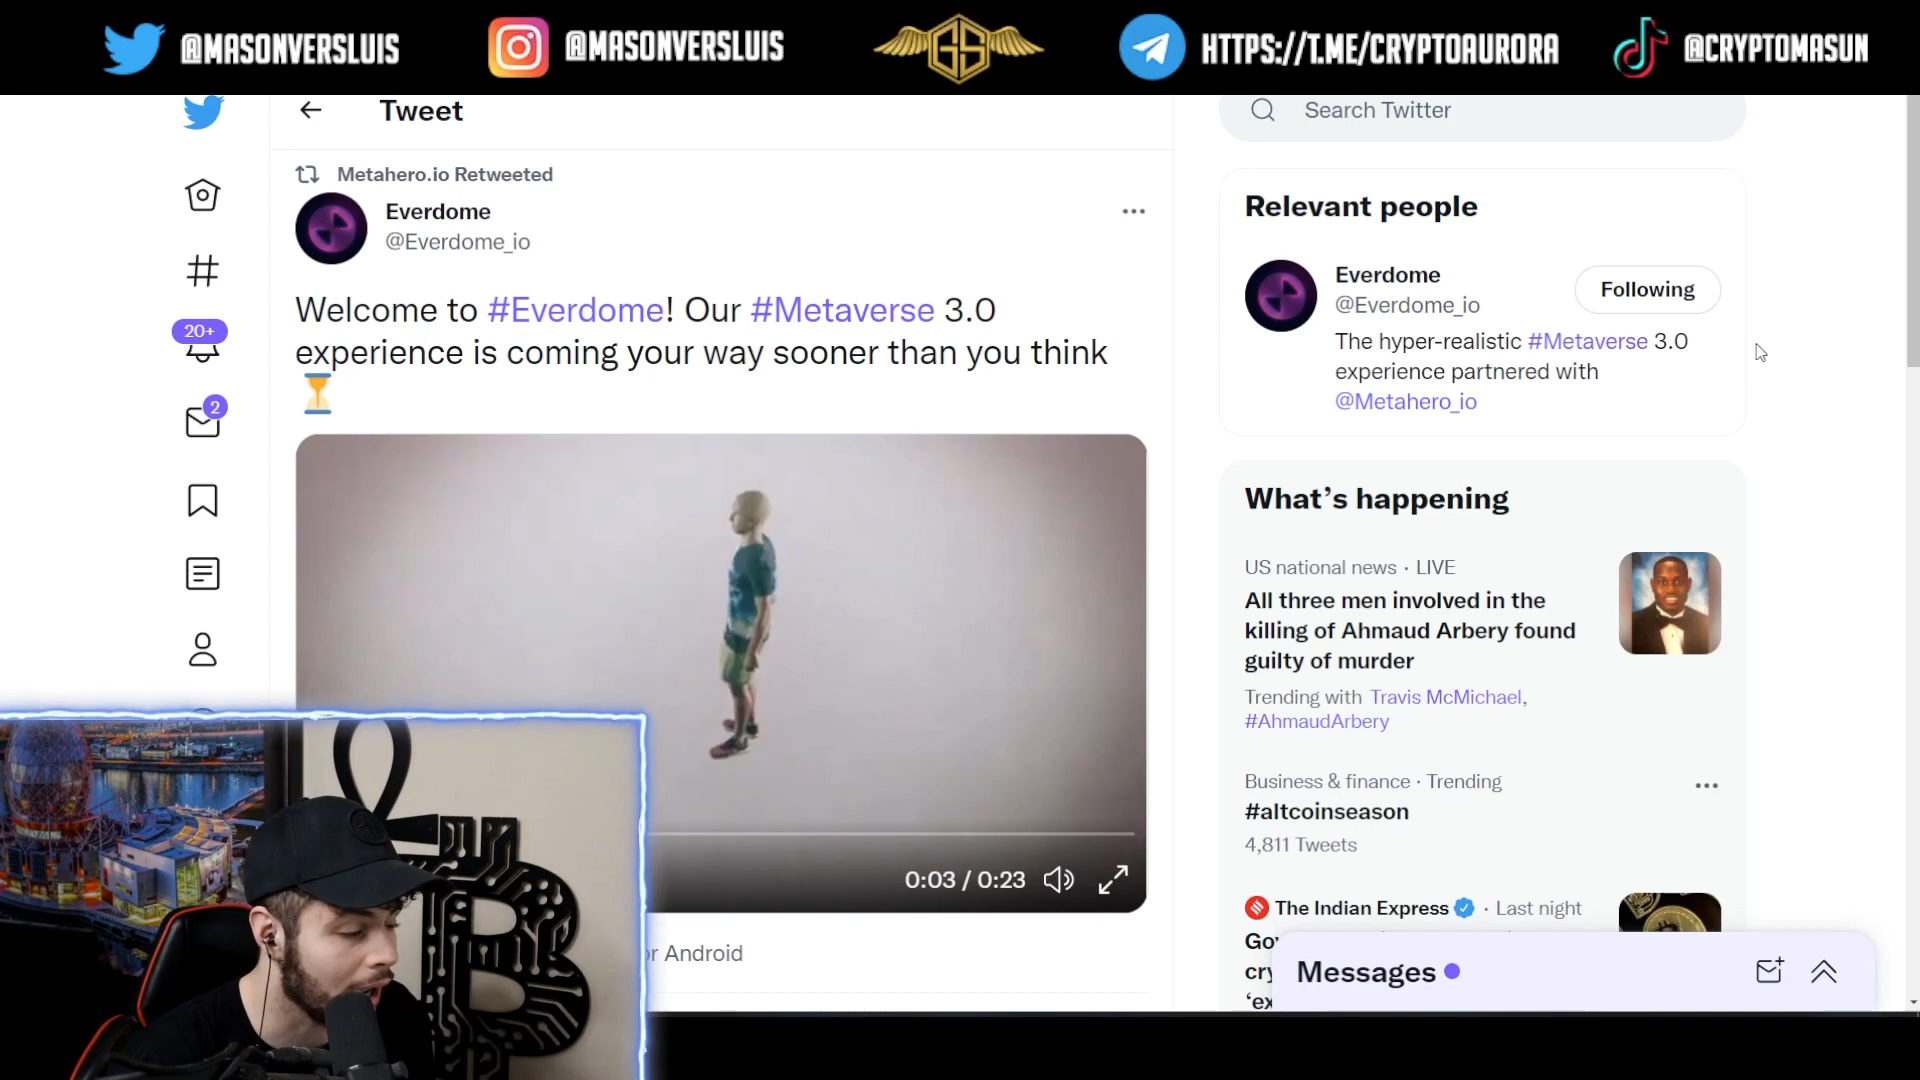 @MASONVERSLUIS
@MASONVERSLUIS
GS
HTTPS://T.ME/CRYPTOAURORA
@CRYPTOMASUN
Tweet
Metahero.io Retweeted
Everdome
@Everdome_io
Welcome to #Everdome! Our #Metaverse 3.0
experience is coming your way sooner than you think
0:03 / 0:23
r Android
20+
2
Search Twitter
Relevant people
Everdome
@Everdome_io
Following
The hyper-realistic #Metaverse 3.0
experience partnered with
@Metahero_io
What's happening
US national news · LIVE
All three men involved in the
killing of Ahmaud Arbery found
guilty of murder
Trending with Travis McMichael,
#AhmaudArbery
Business & finance · Trending
#altcoinseason
4,811 Tweets
The Indian Express · Last night
Messages